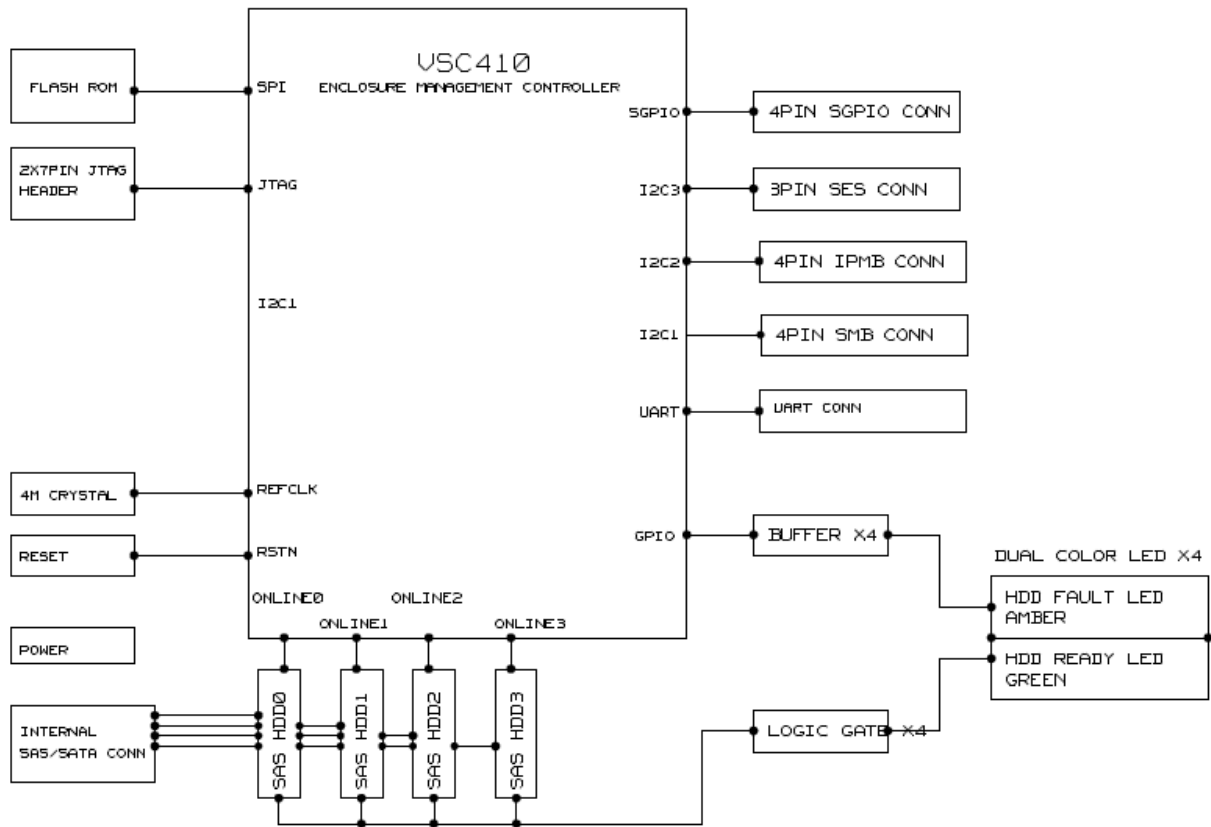 VSC410
ENCLOSURE MANAGEMENT CONTROLLER
FLASH ROM
SPI
SGPIO
4PIN SGPIO CONN
2X7PIN JTAG
HEADER
JTAG
I2C3
3PIN SES CONN
I2C2
4PIN IPMB CONN
I2C1
I2C1
4PIN SMB CONN
UART
UART CONN
4M CRYSTAL
REFCLK
RESET
RSTN
GPIO
BUFFER X4
DUAL COLOR LED X4
HDD FAULT LED
AMBER
HDD READY LED
GREEN
ONLINE0
ONLINE1
ONLINE2
ONLINE3
POWER
INTERNAL
SAS/SATA CONN
SAS HDD0
SAS HDD1
SAS HDD2
SAS HDD3
LOGIC GATE X4